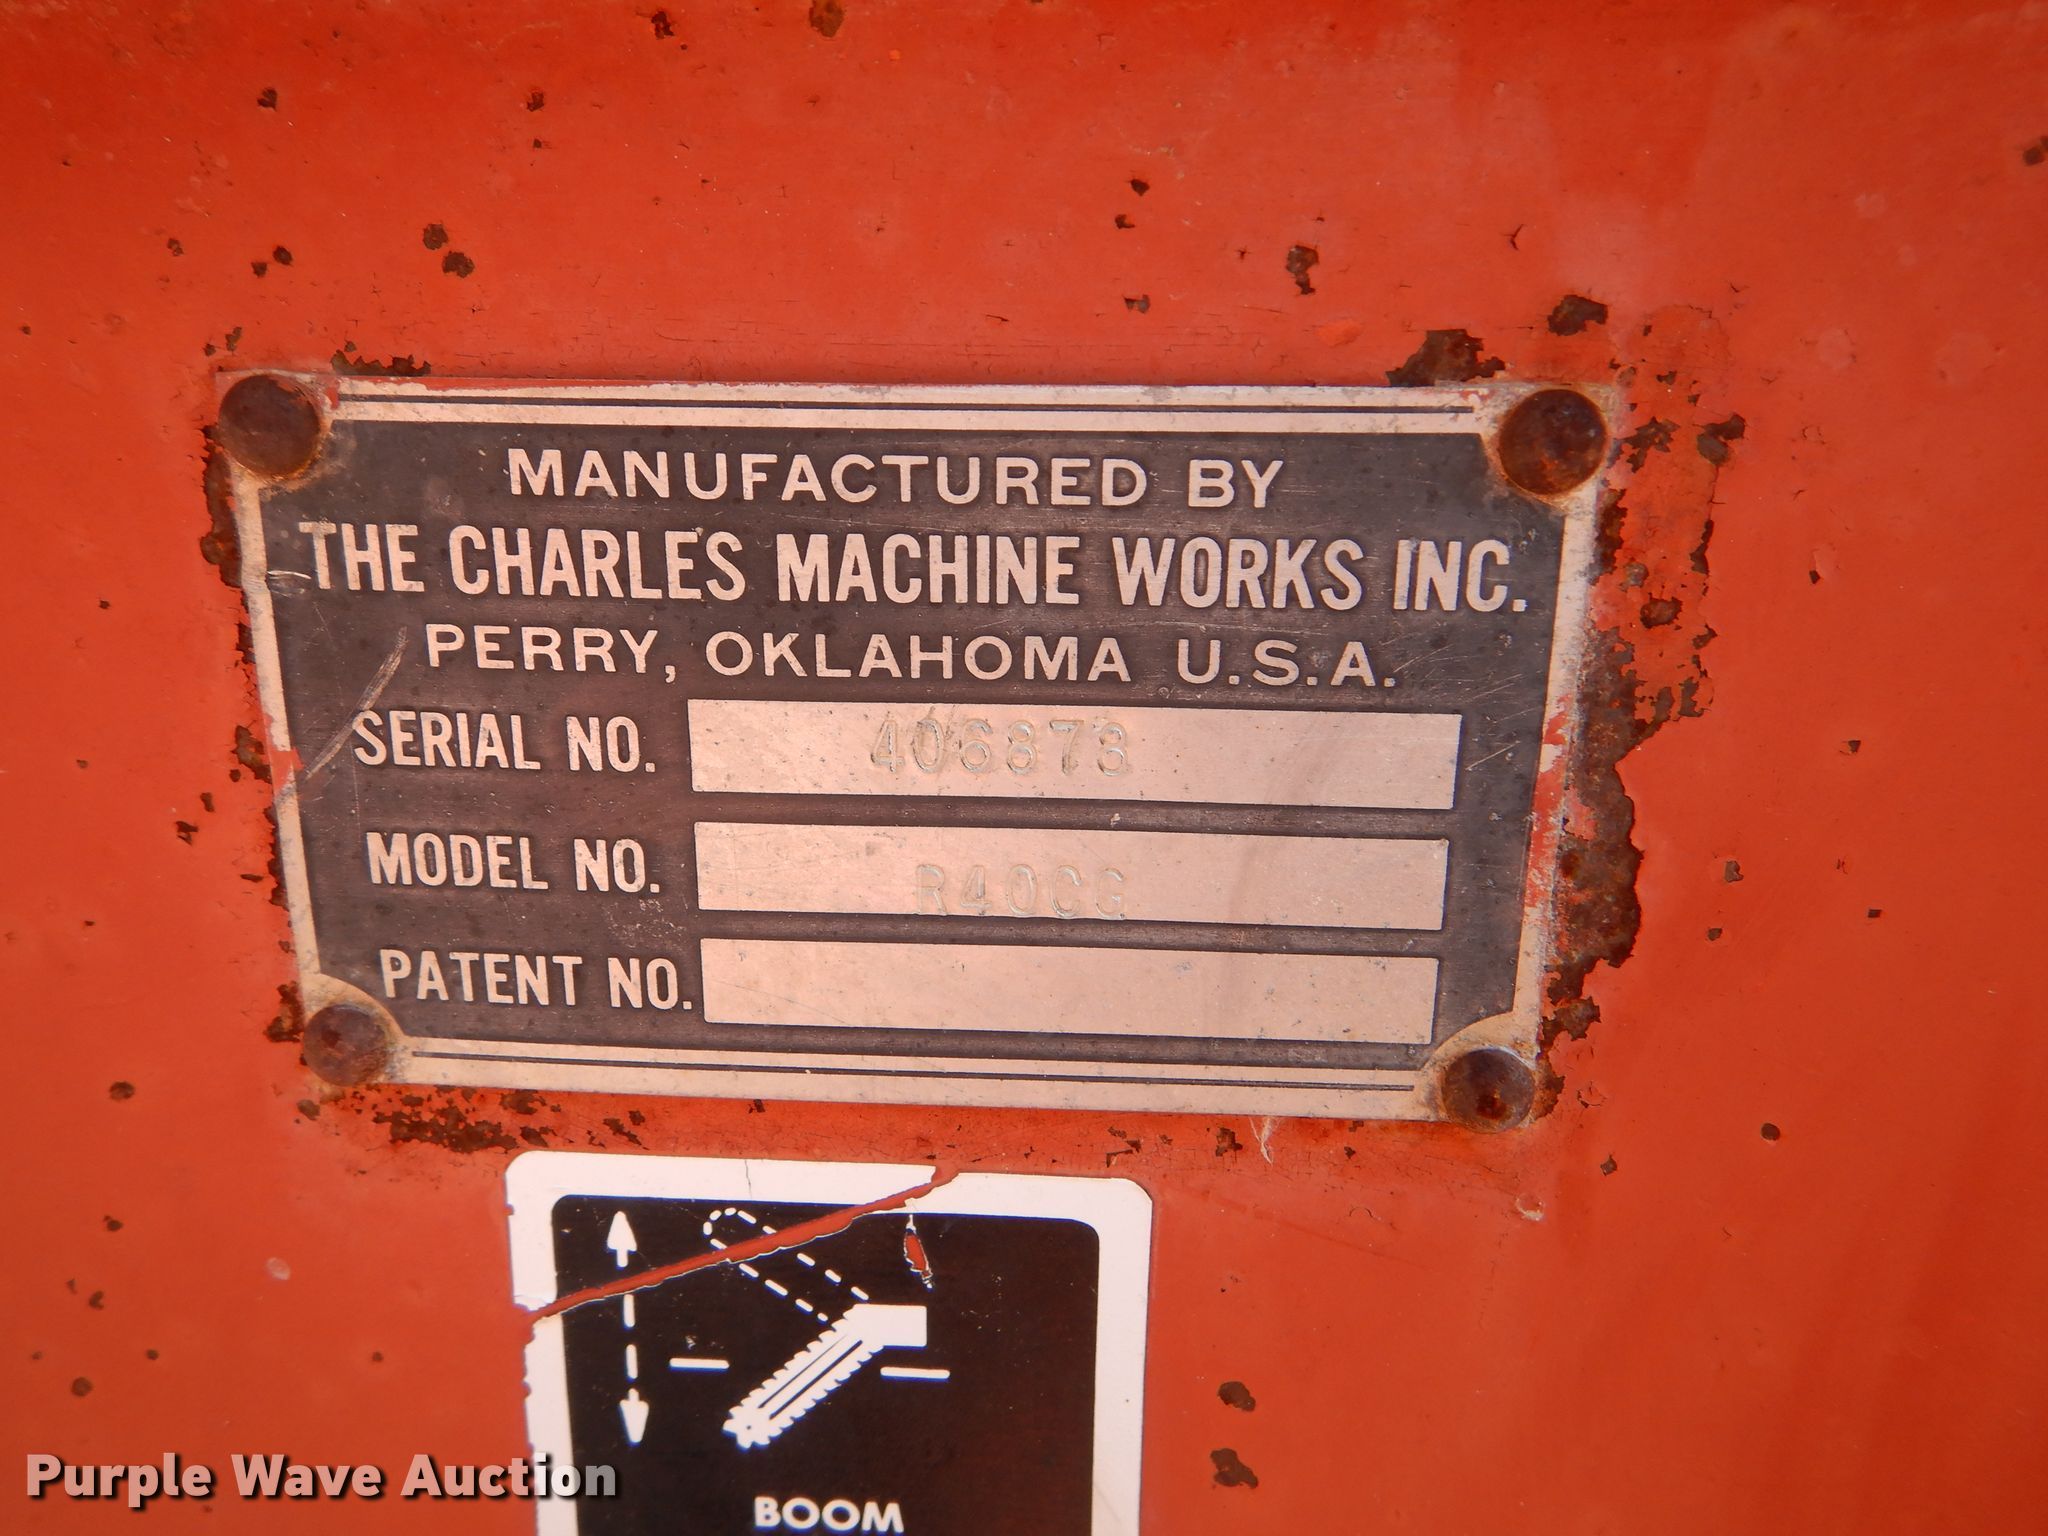 MANUFACTURED BY
THE CHARLES MACHINE WORKS INC.
PERRY, OKLAHOMA U.S.A.
SERIAL NO. 406873
MODEL NO. R40CG
PATENT NO.
BOOM
Purple Wave Auction